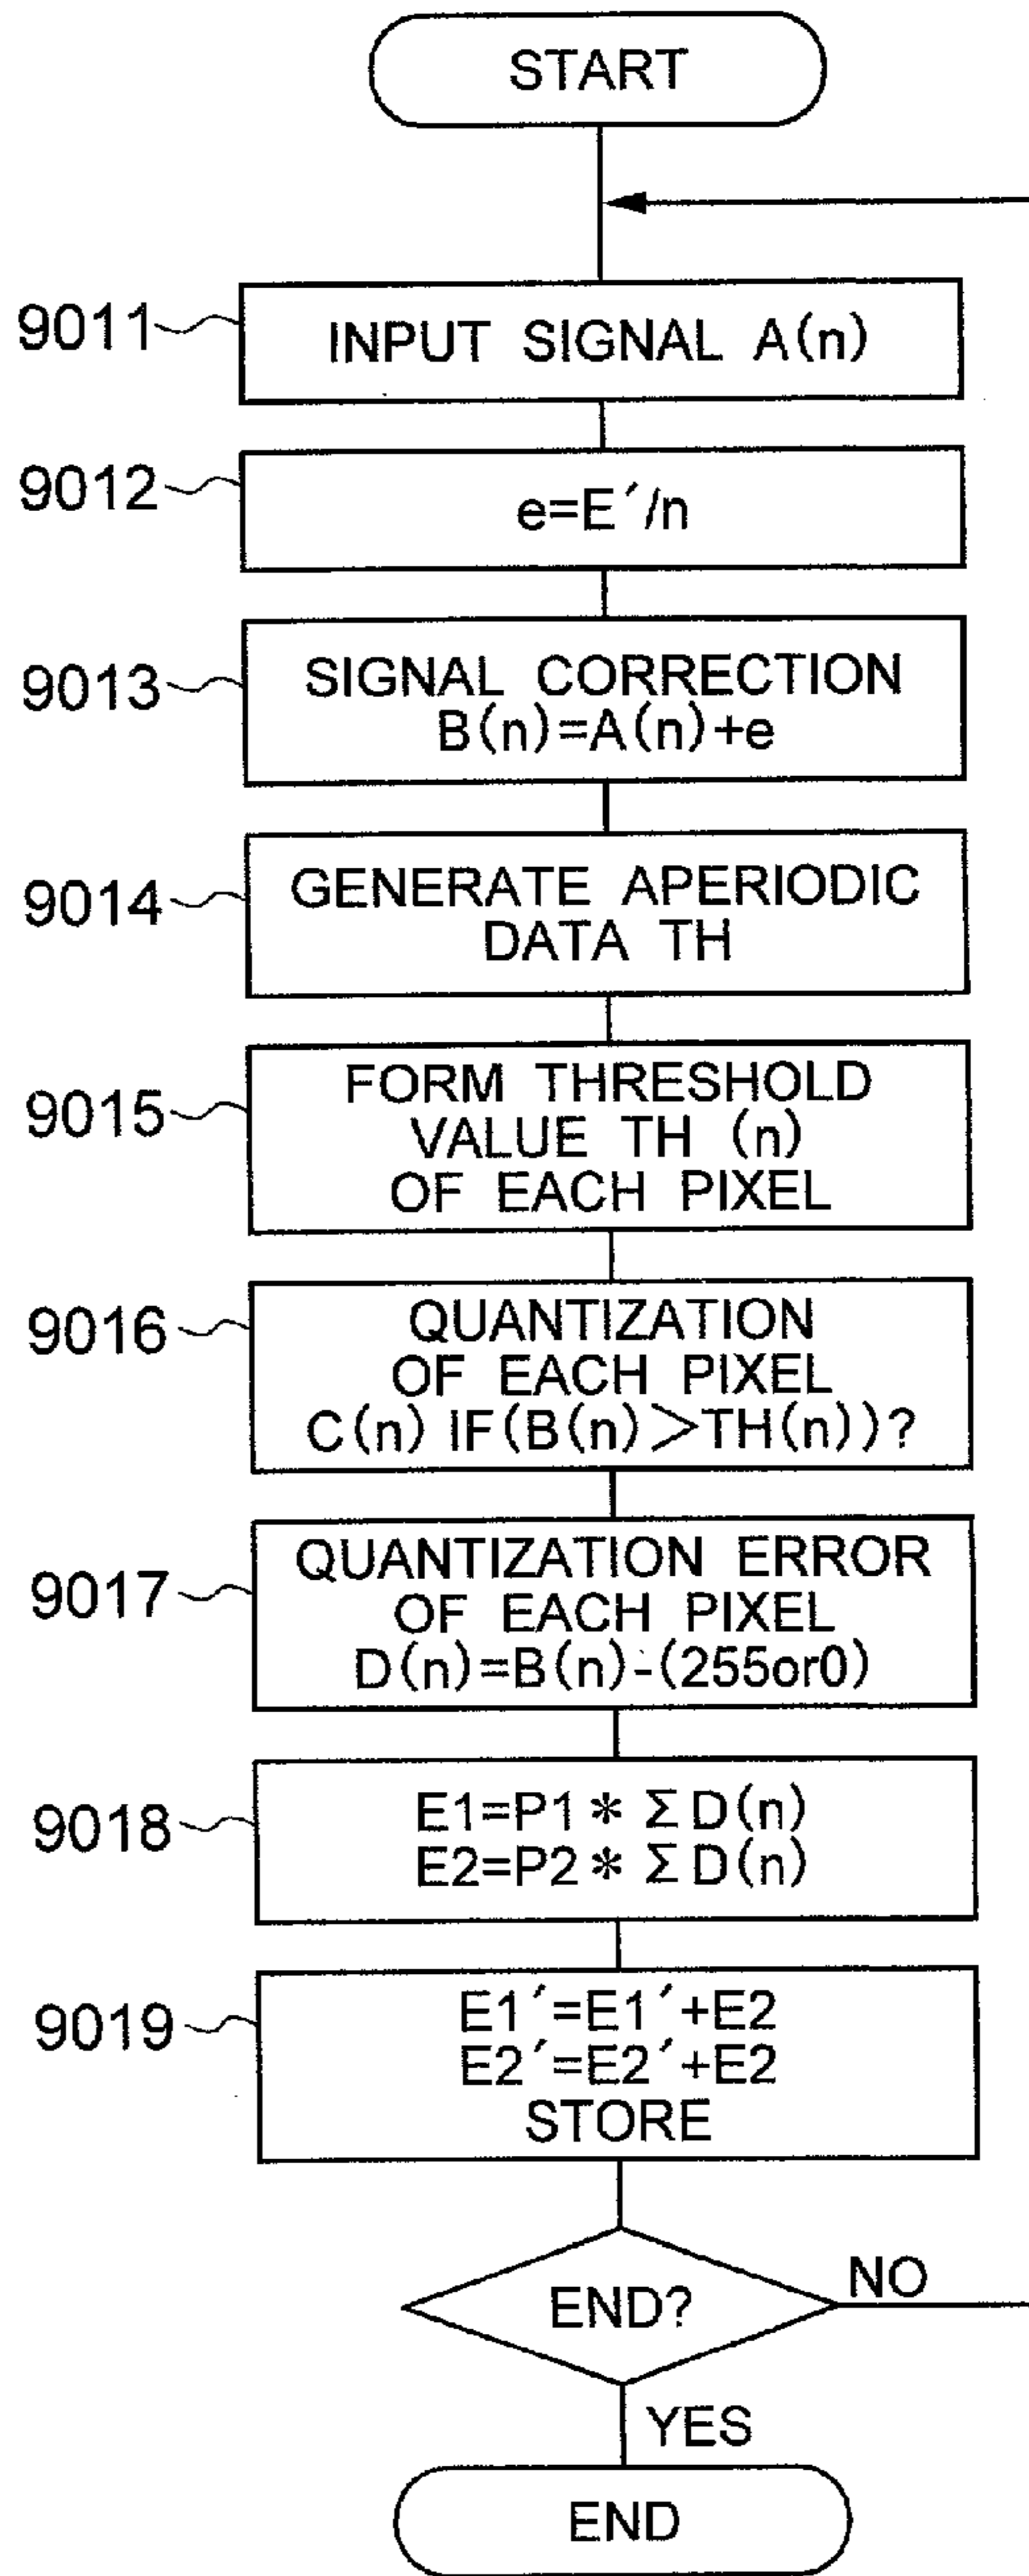 START
9011
INPUT SIGNAL A(n)
9012
e=E´/n
9013
SIGNAL CORRECTION
B(n)=A(n)+e
9014
GENERATE APERIODIC
DATA TH
9015
FORM THRESHOLD
VALUE TH (n)
OF EACH PIXEL
9016
QUANTIZATION
OF EACH PIXEL
C(n) IF(B(n)>TH(n))?
9017
QUANTIZATION ERROR
OF EACH PIXEL
D(n)=B(n)-(255or0)
9018
E1=P1*ΣD(n)
E2=P2*ΣD(n)
9019
E1´=E1´+E2
E2´=E2´+E2
STORE
END?
NO
YES
END